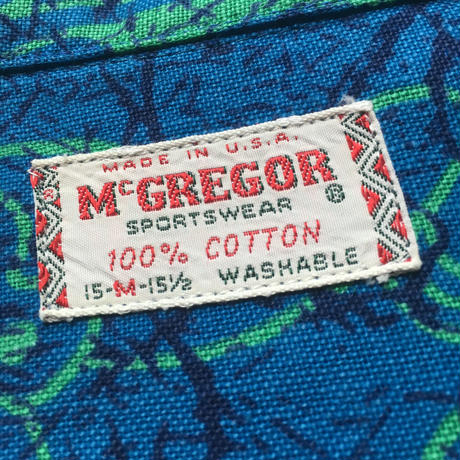 MADE IN U.S.A.
McGREGOR ®
SPORTSWEAR
100% COTTON
15-M-15½ WASHABLE